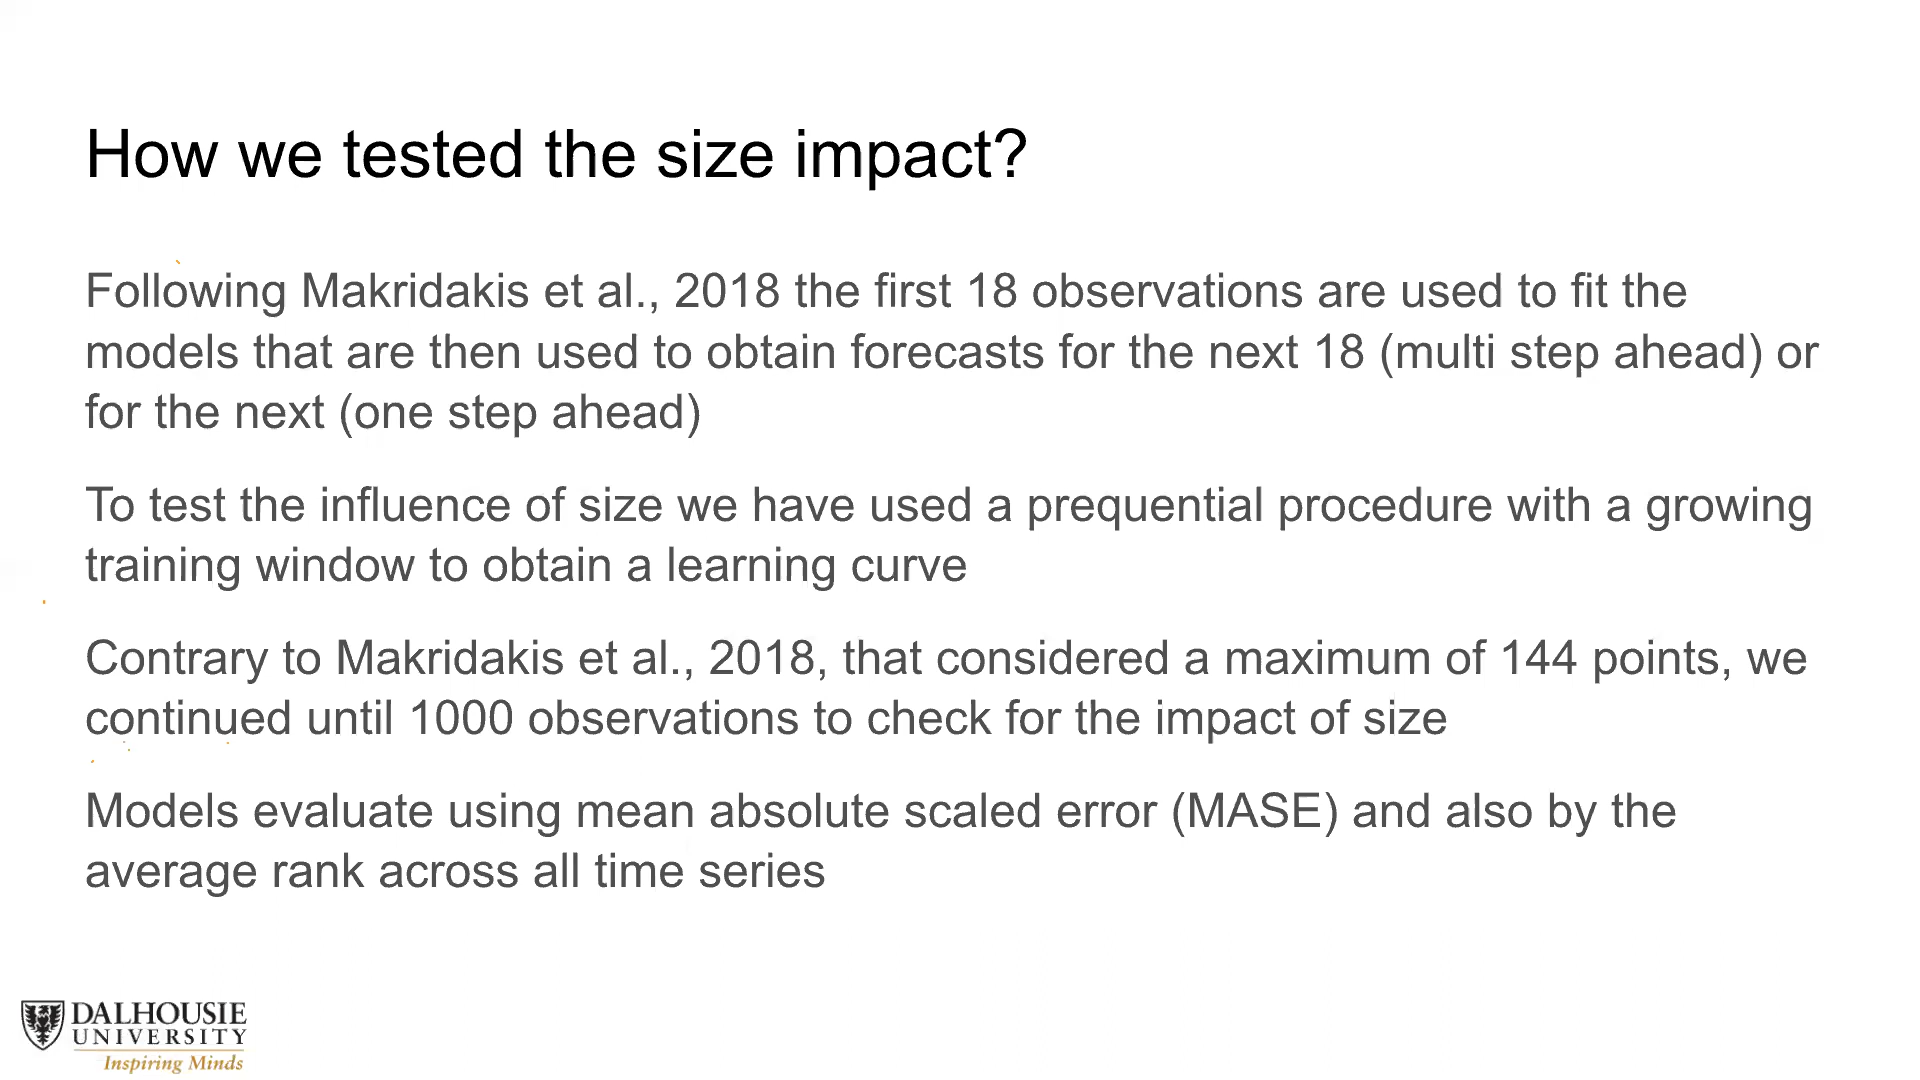 How we tested the size impact?
Following Makridakis et al., 2018 the first 18 observations are used to fit the
models that are then used to obtain forecasts for the next 18 (multi step ahead) or
for the next (one step ahead)
To test the influence of size we have used a prequential procedure with a growing
training window to obtain a learning curve
Contrary to Makridakis et al., 2018, that considered a maximum of 144 points, we
continued until 1000 observations to check for the impact of size
Models evaluate using mean absolute scaled error (MASE) and also by the
average rank across all time series
DALHOUSIE
UNIVERSITY
Inspiring Minds